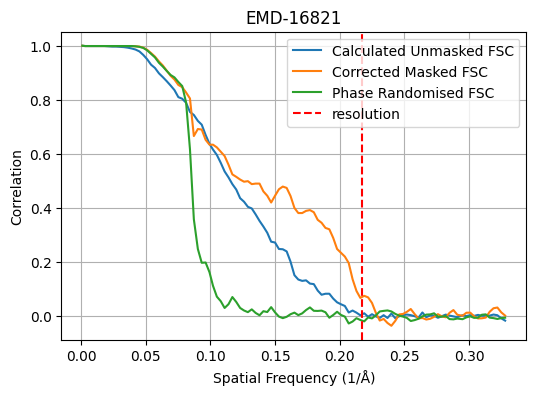 EMD-16821
Calculated Unmasked FSC
Corrected Masked FSC
Phase Randomised FSC
resolution
Correlation
1.0
0.8
0.6
0.4
0.2
0.0
0.00 0.05 0.10 0.15 0.20 0.25 0.30
Spatial Frequency (1/Å)